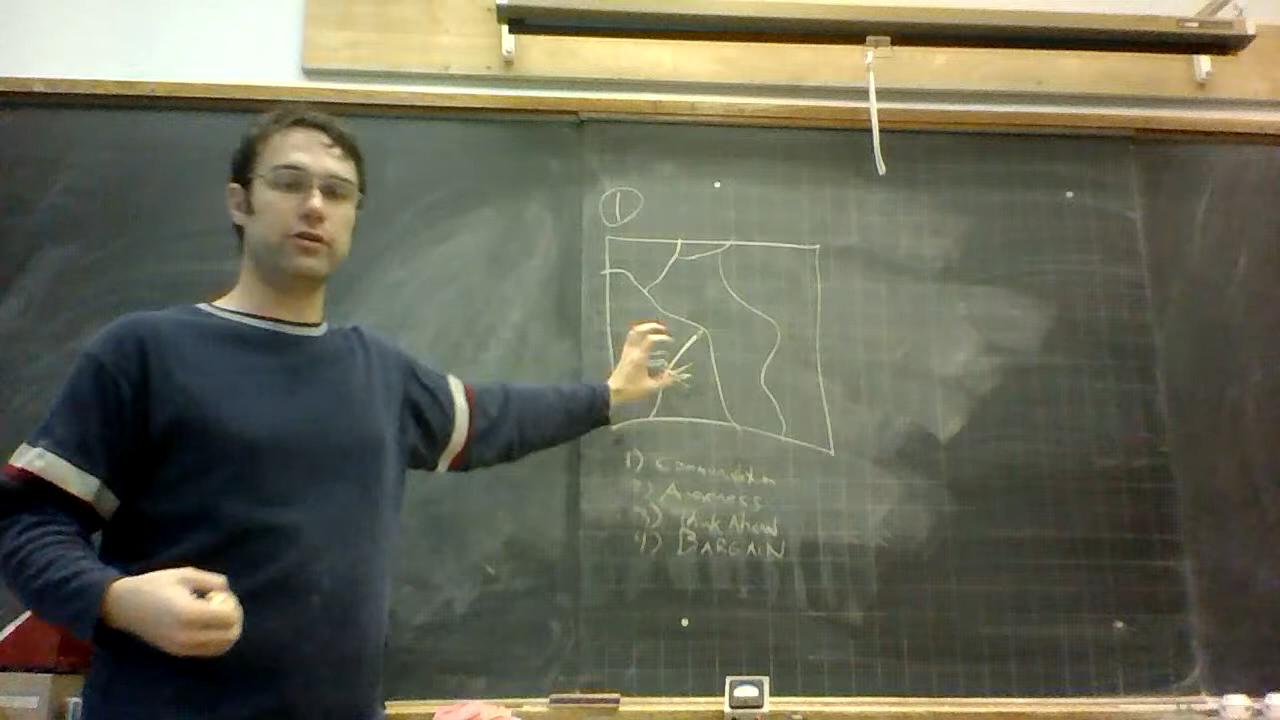 1
1) Communication
2) Awareness
3) Think Ahead
4) BARGAIN